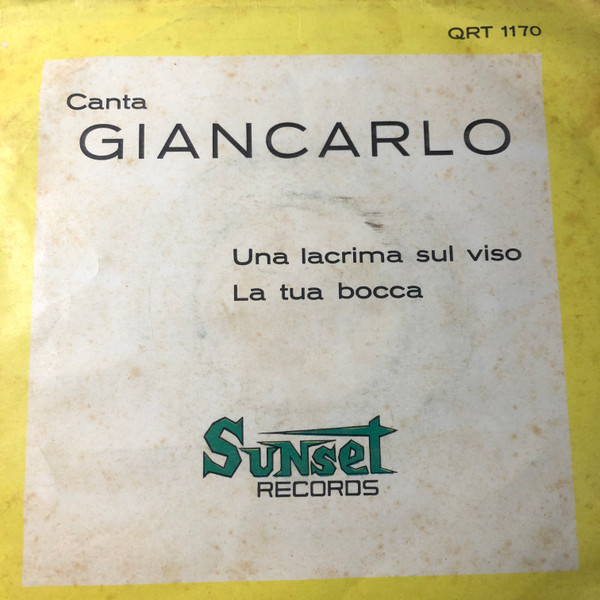 QRT 1170
Canta
GIANCARLO
Una lacrima sul viso
La tua bocca
Sunset
RECORDS